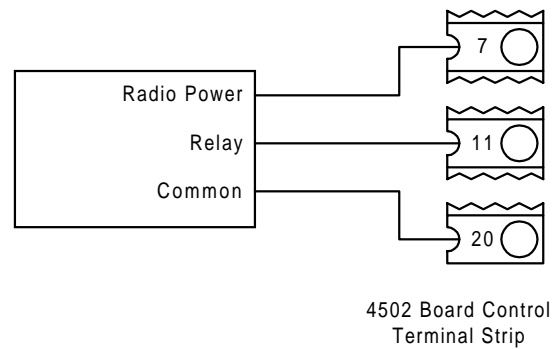 Radio Power
7
Relay
11
Common
20
4502 Board Control
Terminal Strip